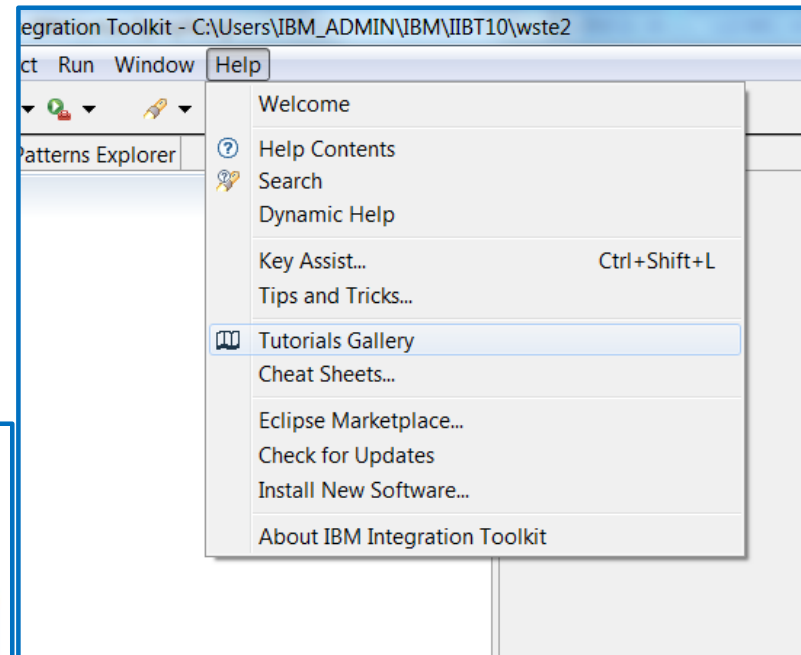 egration Toolkit - C:\Users\IBM_ADMIN\IBM\IIBT10\wste2
ct Run Window Help
Welcome
Patterns Explorer
Help Contents
Search
Dynamic Help
Key Assist... Ctrl+Shift+L
Tips and Tricks...
Tutorials Gallery
Cheat Sheets...
Eclipse Marketplace...
Check for Updates
Install New Software...
About IBM Integration Toolkit